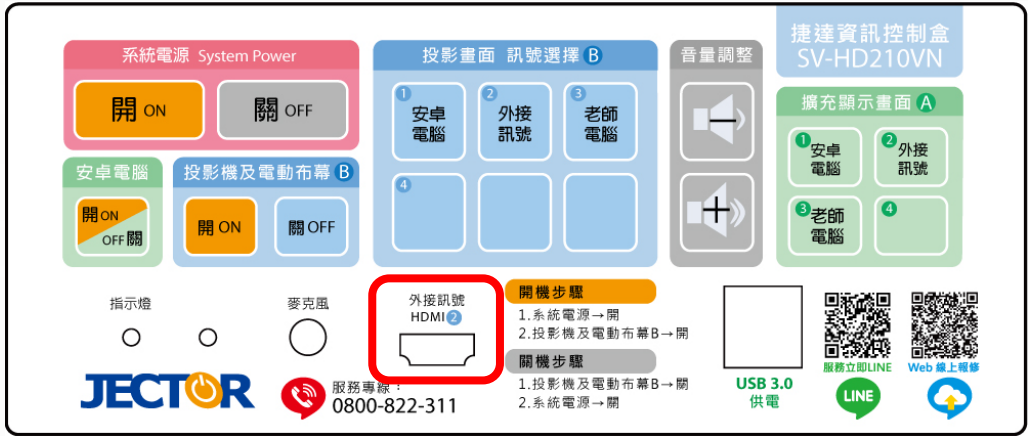 捷達資訊控制盒
SV-HD210VN
系統電源 System Power
開 ON
關 OFF
投影畫面 訊號選擇 B
1
安卓
電腦
2
外接
訊號
3
老師
電腦
4
音量調整
−
+
擴充顯示畫面 A
1
安卓
電腦
2
外接
訊號
3
老師
電腦
4
安卓電腦
開 ON
OFF 關
投影機及電動布幕 B
開 ON
關 OFF
指示燈
麥克風
外接訊號
HDMI 2
開機步驟
1.系統電源→開
2.投影機及電動布幕B→開
關機步驟
1.投影機及電動布幕B→關
2.系統電源→關
USB 3.0
供電
服務立即LINE
LINE
Web 線上報修
JECTOR
服務專線：
0800-822-311